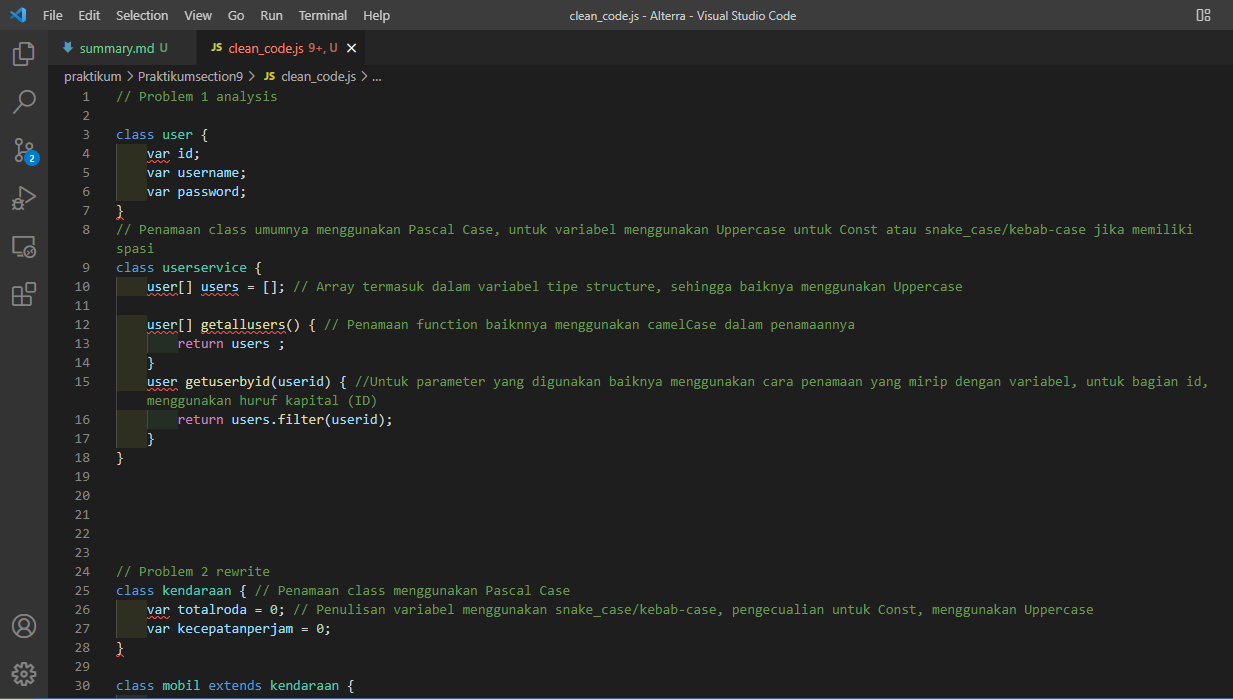 File Edit Selection View Go Run Terminal Help clean_code.js - Alterra - Visual Studio Code
summary.md U JS clean_code.js 9+, U
praktikum > Praktikumsection9 > JS clean_code.js > ...
1 // Problem 1 analysis
2
3 class user {
4 var id;
5 var username;
6 var password;
7 }
8 // Penamaan class umumnya menggunakan Pascal Case, untuk variabel menggunakan Uppercase untuk Const atau snake_case/kebab-case jika memiliki
spasi
9 class userservice {
10 user[] users = []; // Array termasuk dalam variabel tipe structure, sehingga baiknya menggunakan Uppercase
11
12 user[] getallusers() { // Penamaan function baiknnya menggunakan camelCase dalam penamaannya
13 return users ;
14 }
15 user getuserbyid(userid) { //Untuk parameter yang digunakan baiknya menggunakan cara penamaan yang mirip dengan variabel, untuk bagian id,
menggunakan huruf kapital (ID)
16 return users.filter(userid);
17 }
18 }
19
20
21
22
23
24 // Problem 2 rewrite
25 class kendaraan { // Penamaan class menggunakan Pascal Case
26 var totalroda = 0; // Penulisan variabel menggunakan snake_case/kebab-case, pengecualian untuk Const, menggunakan Uppercase
27 var kecepatanperjam = 0;
28 }
29
30 class mobil extends kendaraan {
2